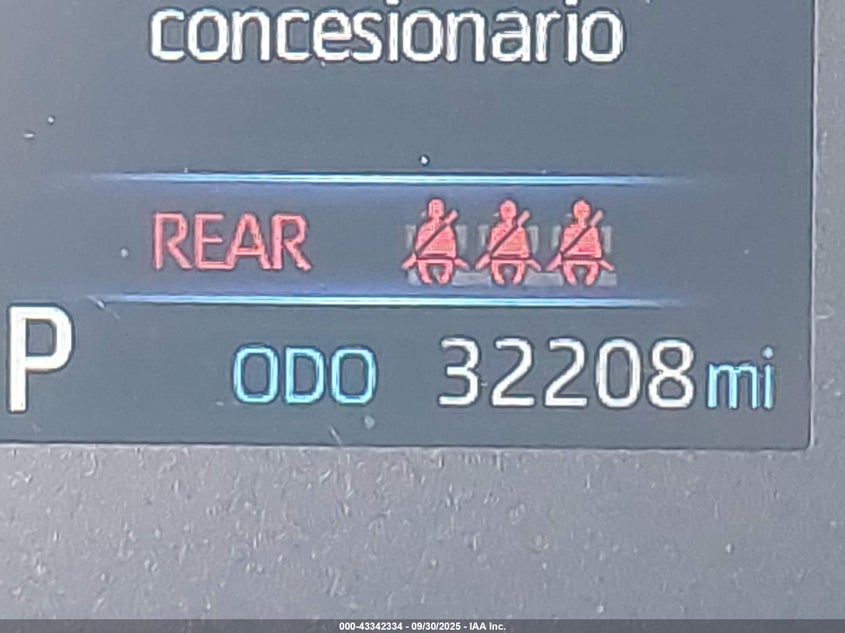 concesionario
REAR
P ODO 32208 mi
000-43342334 - 09/30/2025 - IAA Inc.